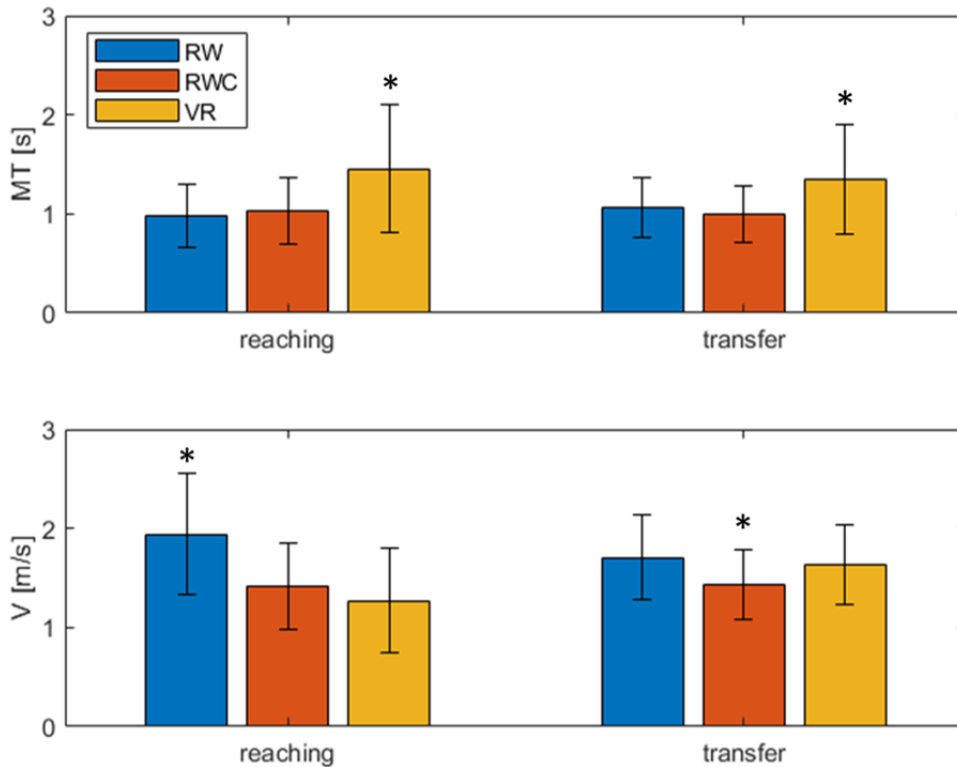 3
RW
RWC
VR
*
*
2
MT [s]
1
0
reaching
transfer
3
*
*
2
V [m/s]
1
0
reaching
transfer